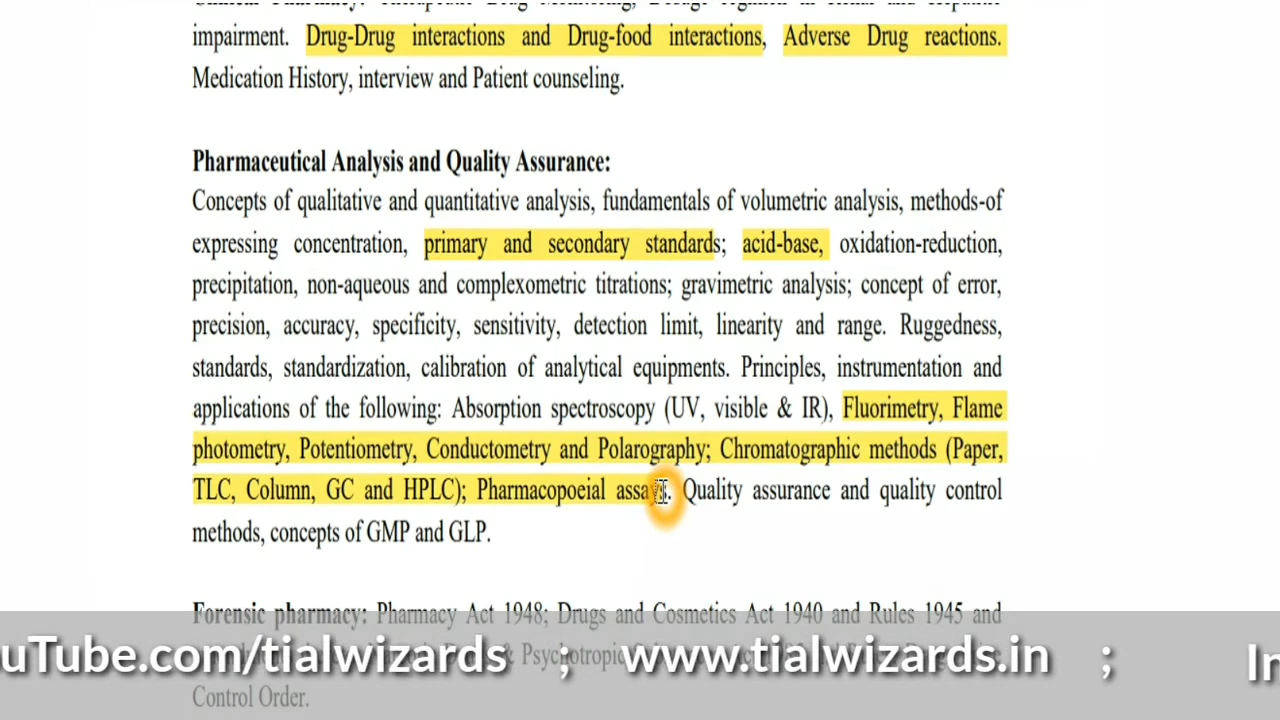 impairment. Drug-Drug interactions and Drug-food interactions, Adverse Drug reactions.
Medication History, interview and Patient counseling.
Pharmaceutical Analysis and Quality Assurance:
Concepts of qualitative and quantitative analysis, fundamentals of volumetric analysis, methods-of
expressing concentration, primary and secondary standards; acid-base, oxidation-reduction,
precipitation, non-aqueous and complexometric titrations; gravimetric analysis; concept of error,
precision, accuracy, specificity, sensitivity, detection limit, linearity and range. Ruggedness,
standards, standardization, calibration of analytical equipments. Principles, instrumentation and
applications of the following: Absorption spectroscopy (UV, visible & IR), Fluorimetry, Flame
photometry, Potentiometry, Conductometry and Polarography; Chromatographic methods (Paper,
TLC, Column, GC and HPLC); Pharmacopoeial assays. Quality assurance and quality control
methods, concepts of GMP and GLP.
Forensic pharmacy: Pharmacy Act 1948; Drugs and Cosmetics Act 1940 and Rules 1945 and
& Psychotropic
uTube.com/tialwizards ; www.tialwizards.in ; In
Control Order.